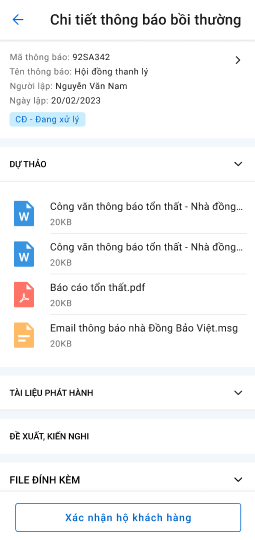 Chi tiết thông báo bồi thường
Mã thông báo: 92SA342
Tên thông báo: Hội đồng thanh lý
Người lập: Nguyễn Văn Nam
Ngày lập: 20/02/2023
CĐ - Đang xử lý
DỰ THẢO
W
Công văn thông báo tổn thất - Nhà đồng...
20KB
W
Công văn thông báo tổn thất - Nhà đồng...
20KB
Báo cáo tổn thất.pdf
20KB
Email thông báo nhà Đồng Bảo Việt.msg
20KB
TÀI LIỆU PHÁT HÀNH
ĐỀ XUẤT, KIẾN NGHI
FILE ĐÍNH KÈM
Xác nhận hộ khách hàng